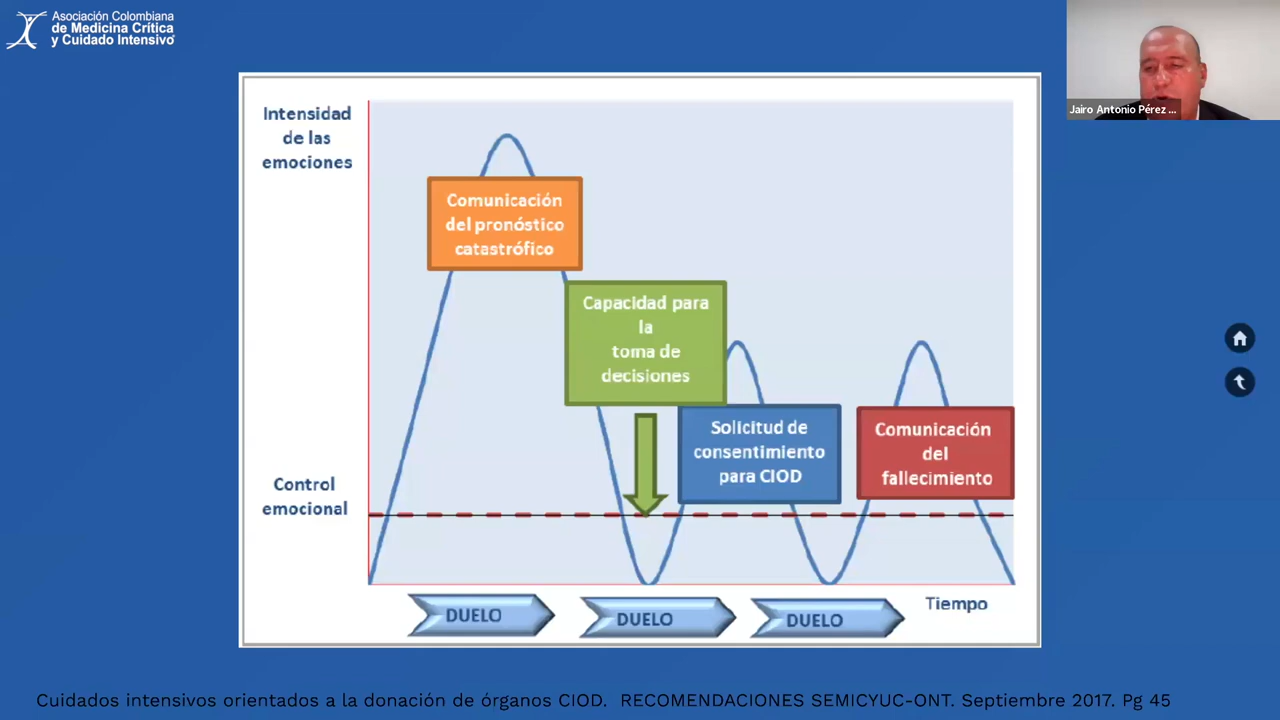 Asociación Colombiana
de Medicina Crítica
y Cuidado Intensivo
Jairo Antonio Pérez ...
Intensidad
de las
emociones
Comunicación
del pronóstico
catastrófico
Capacidad para
la
toma de
decisiones
Solicitud de
consentimiento
para CIOD
Comunicación
del
fallecimiento
Control
emocional
DUELO
DUELO
DUELO
Tiempo
Cuidados intensivos orientados a la donación de órganos CIOD.  RECOMENDACIONES SEMICYUC-ONT. Septiembre 2017. Pg 45